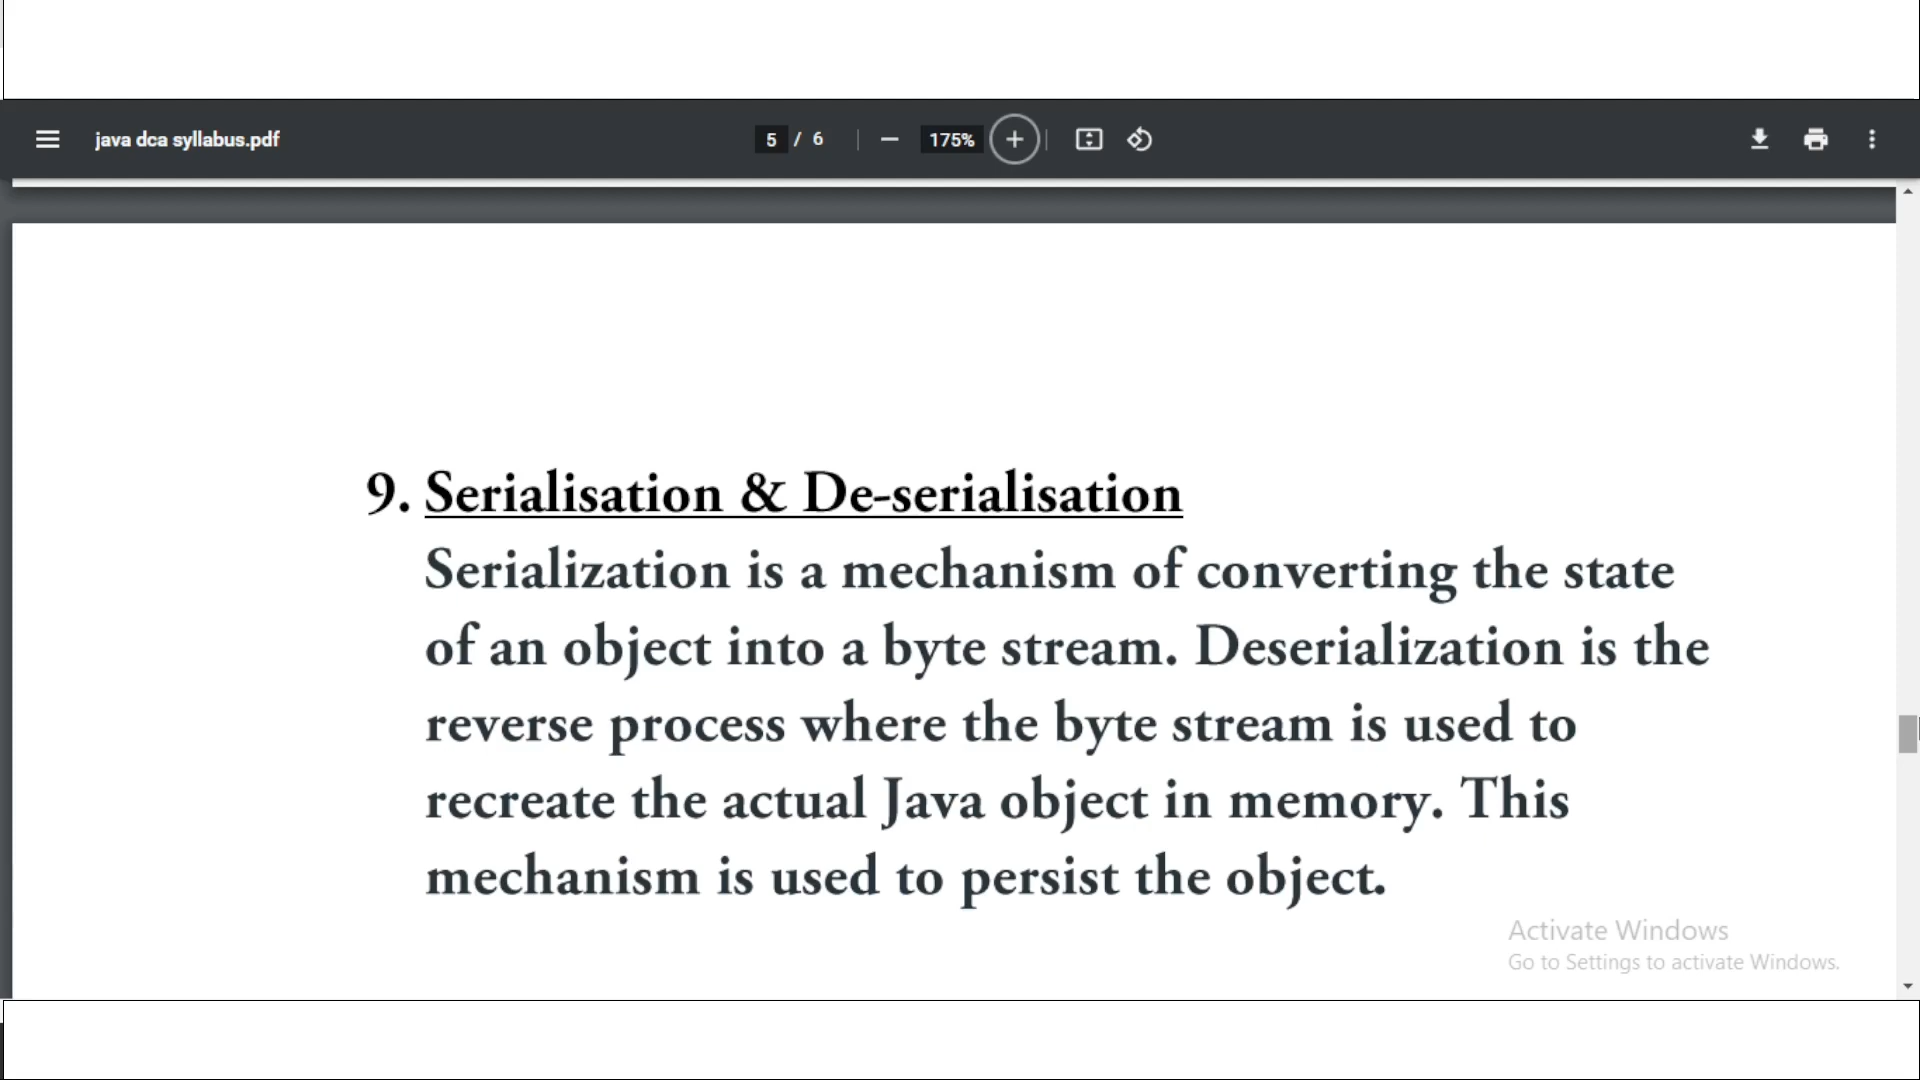 java dca syllabus.pdf
5 / 6
175%
9. Serialisation & De-serialisation
Serialization is a mechanism of converting the state
of an object into a byte stream. Deserialization is the
reverse process where the byte stream is used to
recreate the actual Java object in memory. This
mechanism is used to persist the object.
Activate Windows
Go to Settings to activate Windows.